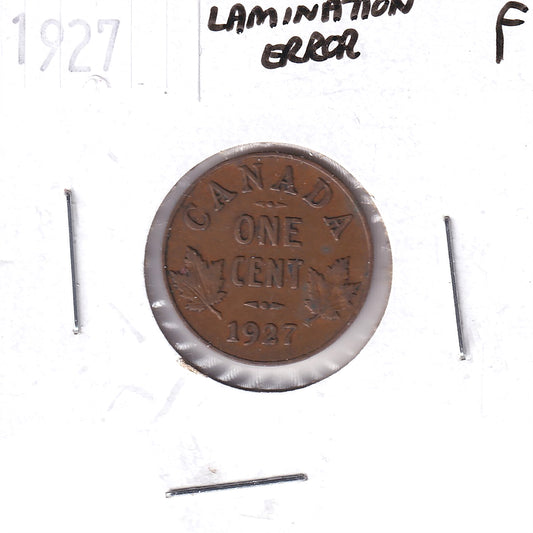 1927
LAMINATION
ERROR
F
CANADA
ONE
CENT
1927